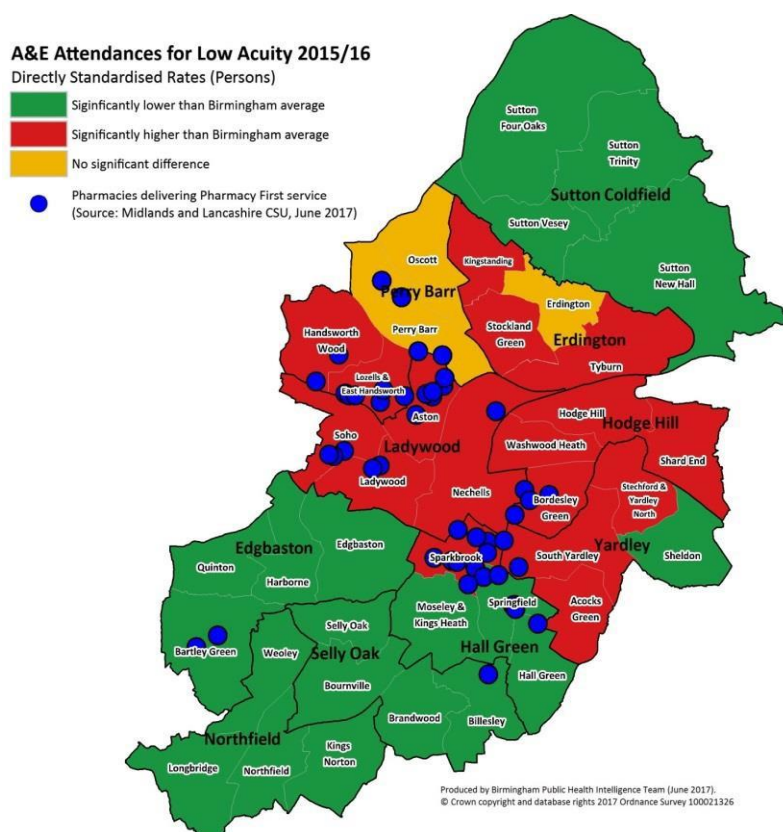 A&E Attendances for Low Acuity 2015/16
Directly Standardised Rates (Persons)
Siginificantly lower than Birmingham average
Significantly higher than Birmingham average
No significant difference
Pharmacies delivering Pharmacy First service
(Source: Midlands and Lancashire CSU, June 2017)
Sutton
Four Oaks
Sutton
Trinity
Sutton Coldfield
Sutton Vesey
Sutton
New Hall
Oscott
Kingstanding
Perry Barr
Erdington
Perry Barr
Stockland
Green
Erdington
Handsworth
Wood
Tyburn
Lozells &
East Handsworth
Aston
Hodge Hill
Hodge Hill
Soho
Ladywood
Washwood Heath
Shard End
Ladywood
Nechells
Bordesley
Green
Stechford &
Yardley
North
Edgbaston
Edgbaston
Sparkbrook
South Yardley
Yardley
Sheldon
Quinton
Harborne
Moseley &
Kings Heath
Springfield
Acocks
Green
Selly Oak
Bartley Green
Weoley
Selly Oak
Hall Green
Hall Green
Bournville
Brandwood
Billesley
Northfield
Kings
Norton
Longbridge
Northfield
Produced by Birmingham Public Health Intelligence Team (June 2017).
© Crown copyright and database rights 2017 Ordnance Survey 100021326